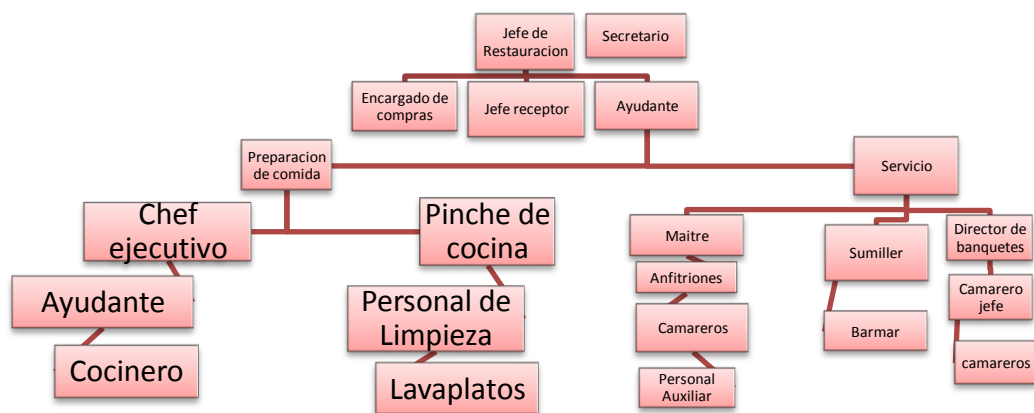 Jefe de
Restauracion
Secretario
Encargado de
compras
Jefe receptor
Ayudante
Preparacion
de comida
Servicio
Chef
ejecutivo
Pinche de
cocina
Maitre
Sumiller
Director de
banquetes
Ayudante
Personal de
Limpieza
Anfitriones
Camarero
jefe
Cocinero
Lavaplatos
Camareros
Barmar
camareros
Personal
Auxiliar